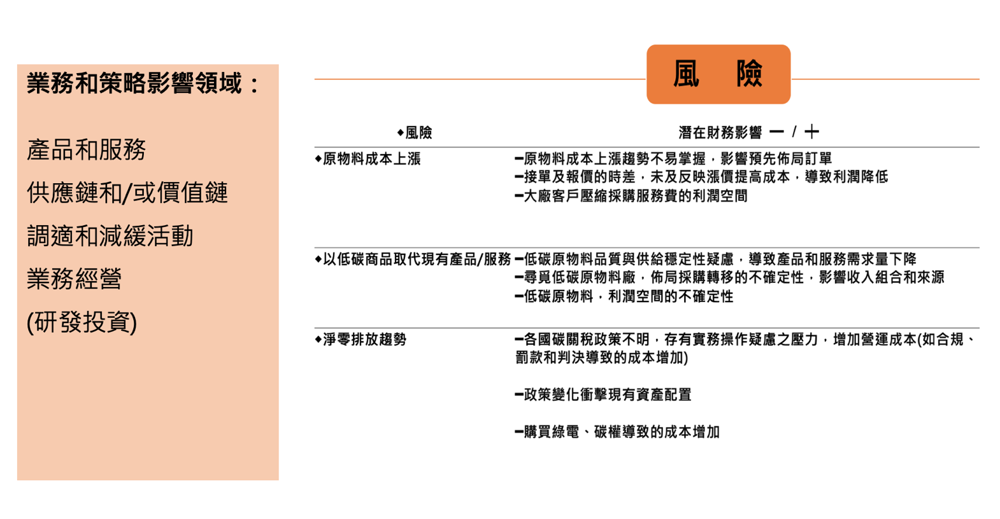 業務和策略影響領域：
產品和服務
供應鏈和/或價值鏈
調適和減緩活動
業務經營
(研發投資)
風 險
◆風險 潛在財務影響 ━ / ＋
◆原物料成本上漲 ━原物料成本上漲趨勢不易掌握，影響預先佈局訂單
━接單及報價的時差，未及反映漲價提高成本，導致利潤降低
━大廠客戶壓縮採購服務費的利潤空間
◆以低碳商品取代現有產品/服務 ━低碳原物料品質與供給穩定性疑慮，導致產品和服務需求量下降
━尋覓低碳原物料廠，佈局採購轉移的不確定性，影響收入組合和來源
━低碳原物料，利潤空間的不確定性
◆淨零排放趨勢 ━各國碳關稅政策不明，存有實務操作疑慮之壓力，增加營運成本(如合規、
罰款和判決導致的成本增加)
━政策變化衝擊現有資產配置
━購買綠電、碳權導致的成本增加